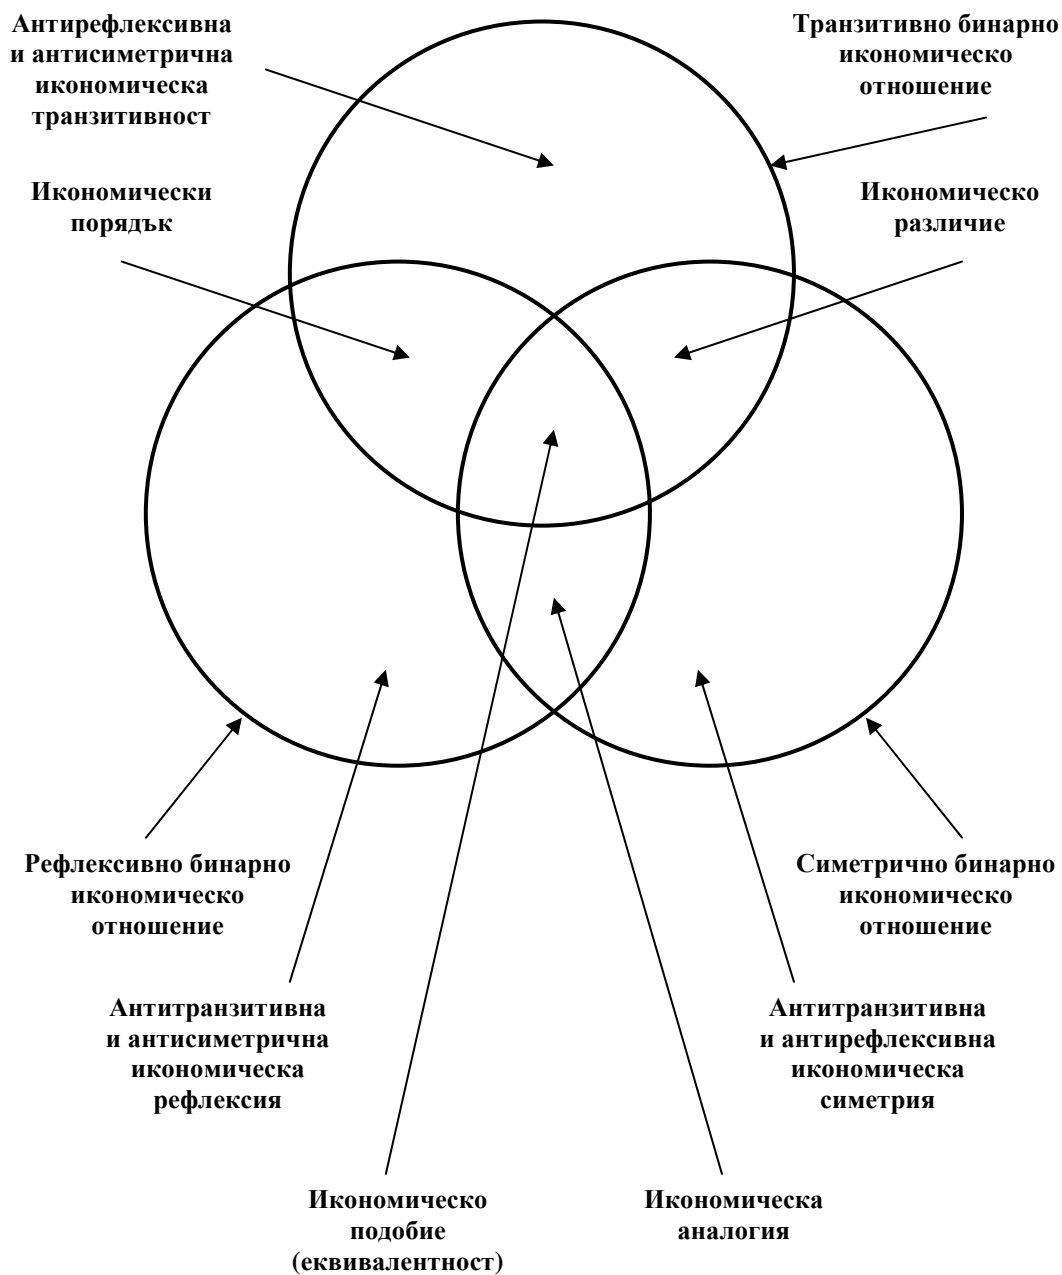 Антирефлексивна
и антисиметрична
икономическа
транзитивност
Транзитивно бинарно
икономическо
отношение
Икономически
порядък
Икономическо
различие
Рефлексивно бинарно
икономическо
отношение
Симетрично бинарно
икономическо
отношение
Антитранзитивна
и антисиметрична
икономическа
рефлексия
Антитранзитивна
и антирефлексивна
икономическа
симетрия
Икономическо
подобие
(еквивалентност)
Икономическа
аналогия